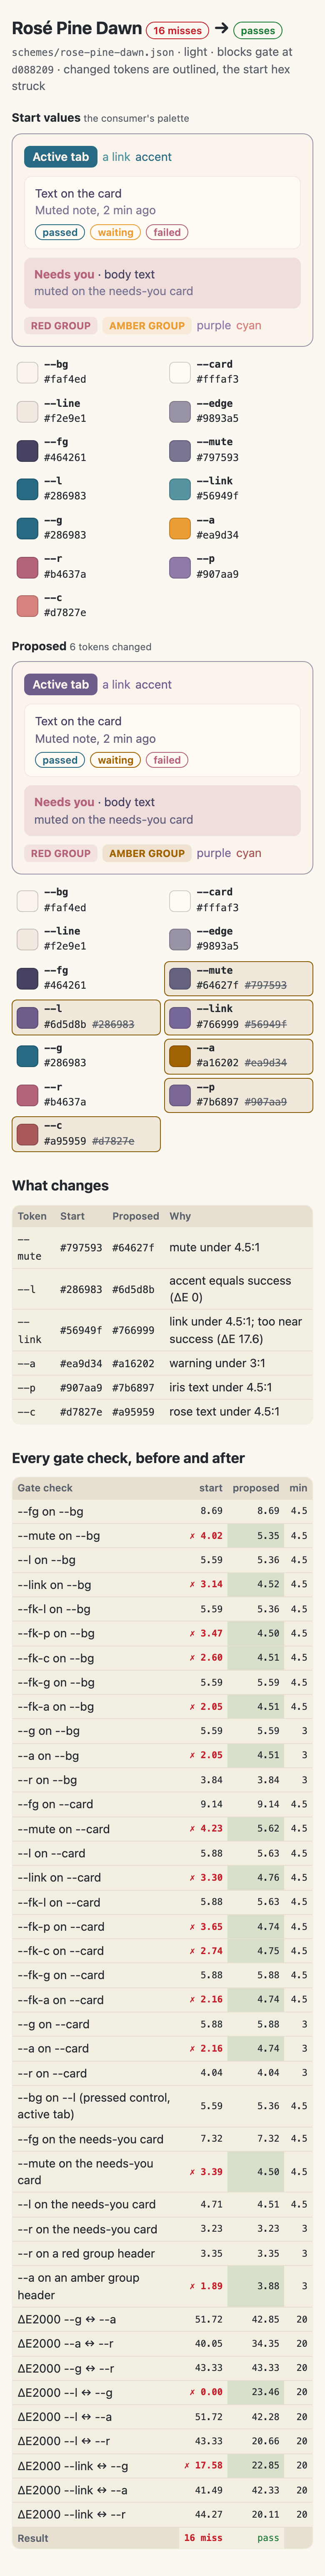 Rosé Pine Dawn 16 misses → passes
schemes/rose-pine-dawn.json · light · blocks gate at
d088209 · changed tokens are outlined, the start hex
struck
Start values the consumer's palette
Active tab a link accent
Text on the card
Muted note, 2 min ago
passed waiting failed
Needs you · body text
muted on the needs-you card
RED GROUP AMBER GROUP purple cyan
--bg --card
#faf4ed #fffaf3
--line --edge
#f2e9e1 #9893a5
--fg --mute
#464261 #797593
--l --link
#286983 #56949f
--g --a
#286983 #ea9d34
--r --p
#b4637a #907aa9
--c
#d7827e
Proposed 6 tokens changed
Active tab a link accent
Text on the card
Muted note, 2 min ago
passed waiting failed
Needs you · body text
muted on the needs-you card
RED GROUP AMBER GROUP purple cyan
--bg --card
#faf4ed #fffaf3
--line --edge
#f2e9e1 #9893a5
--fg --mute
#464261 #64627f #797593
--l --link
#6d5d8b #286983 #766999 #56949f
--g --a
#286983 #a16202 #ea9d34
--r --p
#b4637a #7b6897 #907aa9
--c
#a95959 #d7827e
What changes
Token Start Proposed Why
--
mute #797593 #64627f mute under 4.5:1
--l #286983 #6d5d8b accent equals success
(ΔE 0)
--
link #56949f #766999 link under 4.5:1; too near
success (ΔE 17.6)
--a #ea9d34 #a16202 warning under 3:1
--p #907aa9 #7b6897 iris text under 4.5:1
--c #d7827e #a95959 rose text under 4.5:1
Every gate check, before and after
Gate check start proposed min
--fg on --bg 8.69 8.69 4.5
--mute on --bg ✗ 4.02 5.35 4.5
--l on --bg 5.59 5.36 4.5
--link on --bg ✗ 3.14 4.52 4.5
--fk-l on --bg 5.59 5.36 4.5
--fk-p on --bg ✗ 3.47 4.50 4.5
--fk-c on --bg ✗ 2.60 4.51 4.5
--fk-g on --bg 5.59 5.59 4.5
--fk-a on --bg ✗ 2.05 4.51 4.5
--g on --bg 5.59 5.59 3
--a on --bg ✗ 2.05 4.51 3
--r on --bg 3.84 3.84 3
--fg on --card 9.14 9.14 4.5
--mute on --card ✗ 4.23 5.62 4.5
--l on --card 5.88 5.63 4.5
--link on --card ✗ 3.30 4.76 4.5
--fk-l on --card 5.88 5.63 4.5
--fk-p on --card ✗ 3.65 4.74 4.5
--fk-c on --card ✗ 2.74 4.75 4.5
--fk-g on --card 5.88 5.88 4.5
--fk-a on --card ✗ 2.16 4.74 4.5
--g on --card 5.88 5.88 3
--a on --card ✗ 2.16 4.74 3
--r on --card 4.04 4.04 3
--bg on --l (pressed control,
active tab) 5.59 5.36 4.5
--fg on the needs-you card 7.32 7.32 4.5
--mute on the needs-you
card ✗ 3.39 4.50 4.5
--l on the needs-you card 4.71 4.51 4.5
--r on the needs-you card 3.23 3.23 3
--r on a red group header 3.35 3.35 3
--a on an amber group
header ✗ 1.89 3.88 3
ΔE2000 --g ↔ --a 51.72 42.85 20
ΔE2000 --a ↔ --r 40.05 34.35 20
ΔE2000 --g ↔ --r 43.33 43.33 20
ΔE2000 --l ↔ --g ✗ 0.00 23.46 20
ΔE2000 --l ↔ --a 51.72 42.28 20
ΔE2000 --l ↔ --r 43.33 20.66 20
ΔE2000 --link ↔ --g ✗ 17.58 22.85 20
ΔE2000 --link ↔ --a 41.49 42.33 20
ΔE2000 --link ↔ --r 44.27 20.11 20
Result 16 miss pass